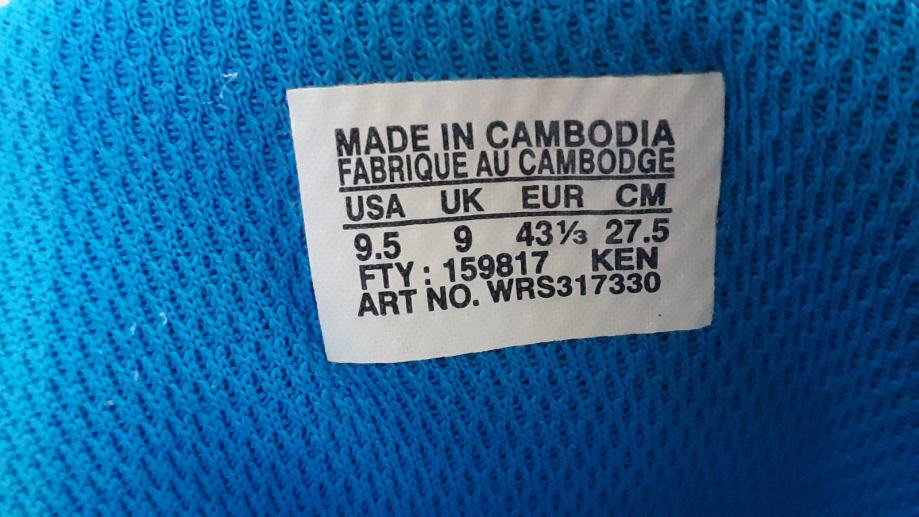 MADE IN CAMBODIA
FABRIQUE AU CAMBODGE
USA UK EUR CM
9.5 9 43⅓ 27.5
FTY : 159817 KEN
ART NO. WRS317330